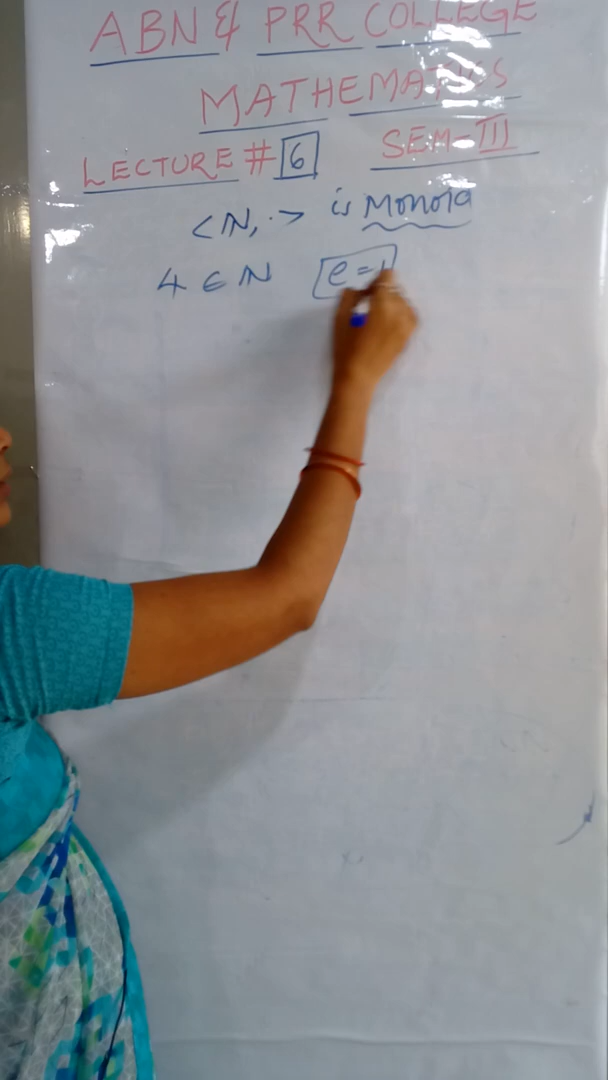 ABN & PRR COLLEGE
MATHEMATICS
LECTURE # 6 SEM-III
<N, .> is Monoid
4 ∈ N e=1